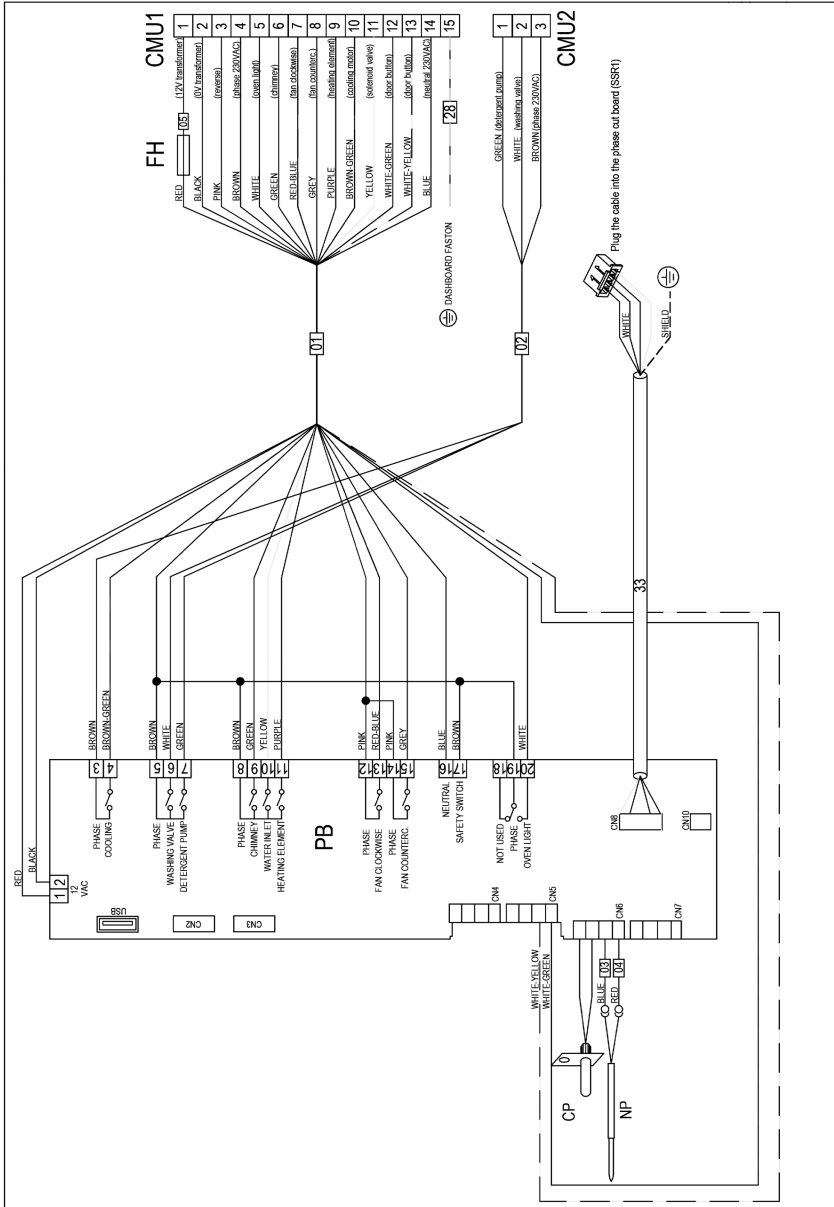 CMU1
1 (12V transformer)
2 (0V transformer)
3 (reverse)
4 (phase 230VAC)
5 (oven light)
6 (chimney)
7 (fan clockwise)
8 (fan counterc.)
9 (heating element)
10 (cooling motor)
11 (solenoid valve)
12 (door button)
13 (door button)
14 (neutral 230VAC)
15
FH
05
RED
BLACK
PINK
BROWN
WHITE
GREEN
RED-BLUE
GREY
PURPLE
BROWN-GREEN
YELLOW
WHITE-GREEN
WHITE-YELLOW
BLUE
28
DASHBOARD FASTON
CMU2
1
2
3
GREEN (detergent pump)
WHITE (washing valve)
BROWN (phase 230VAC)
01
02
Plug the cable into the phase cut board (SSR1)
WHITE
SHIELD
33
RED
BLACK
1 2
12
VAC
BROWN
BROWN-GREEN
3
4
PHASE
COOLING
BROWN
WHITE
GREEN
5
6
7
PHASE
WASHING VALVE
DETERGENT PUMP
BROWN
GREEN
YELLOW
PURPLE
8
9
10
11
PHASE
CHIMNEY
WATER INLET
HEATING ELEMENT
PB
PINK
RED-BLUE
PINK
GREY
12
13
14
15
PHASE
FAN CLOCKWISE
PHASE
FAN COUNTERC.
BLUE
BROWN
16
17
NEUTRAL
SAFETY SWITCH
WHITE
18
19
20
NOT USED
PHASE
OVEN LIGHT
CN8
CN10
USB
CN2
CN3
CN4
CN5
CN6
CN7
WHITE-YELLOW
WHITE-GREEN
BLUE
03
RED
04
CP
NP